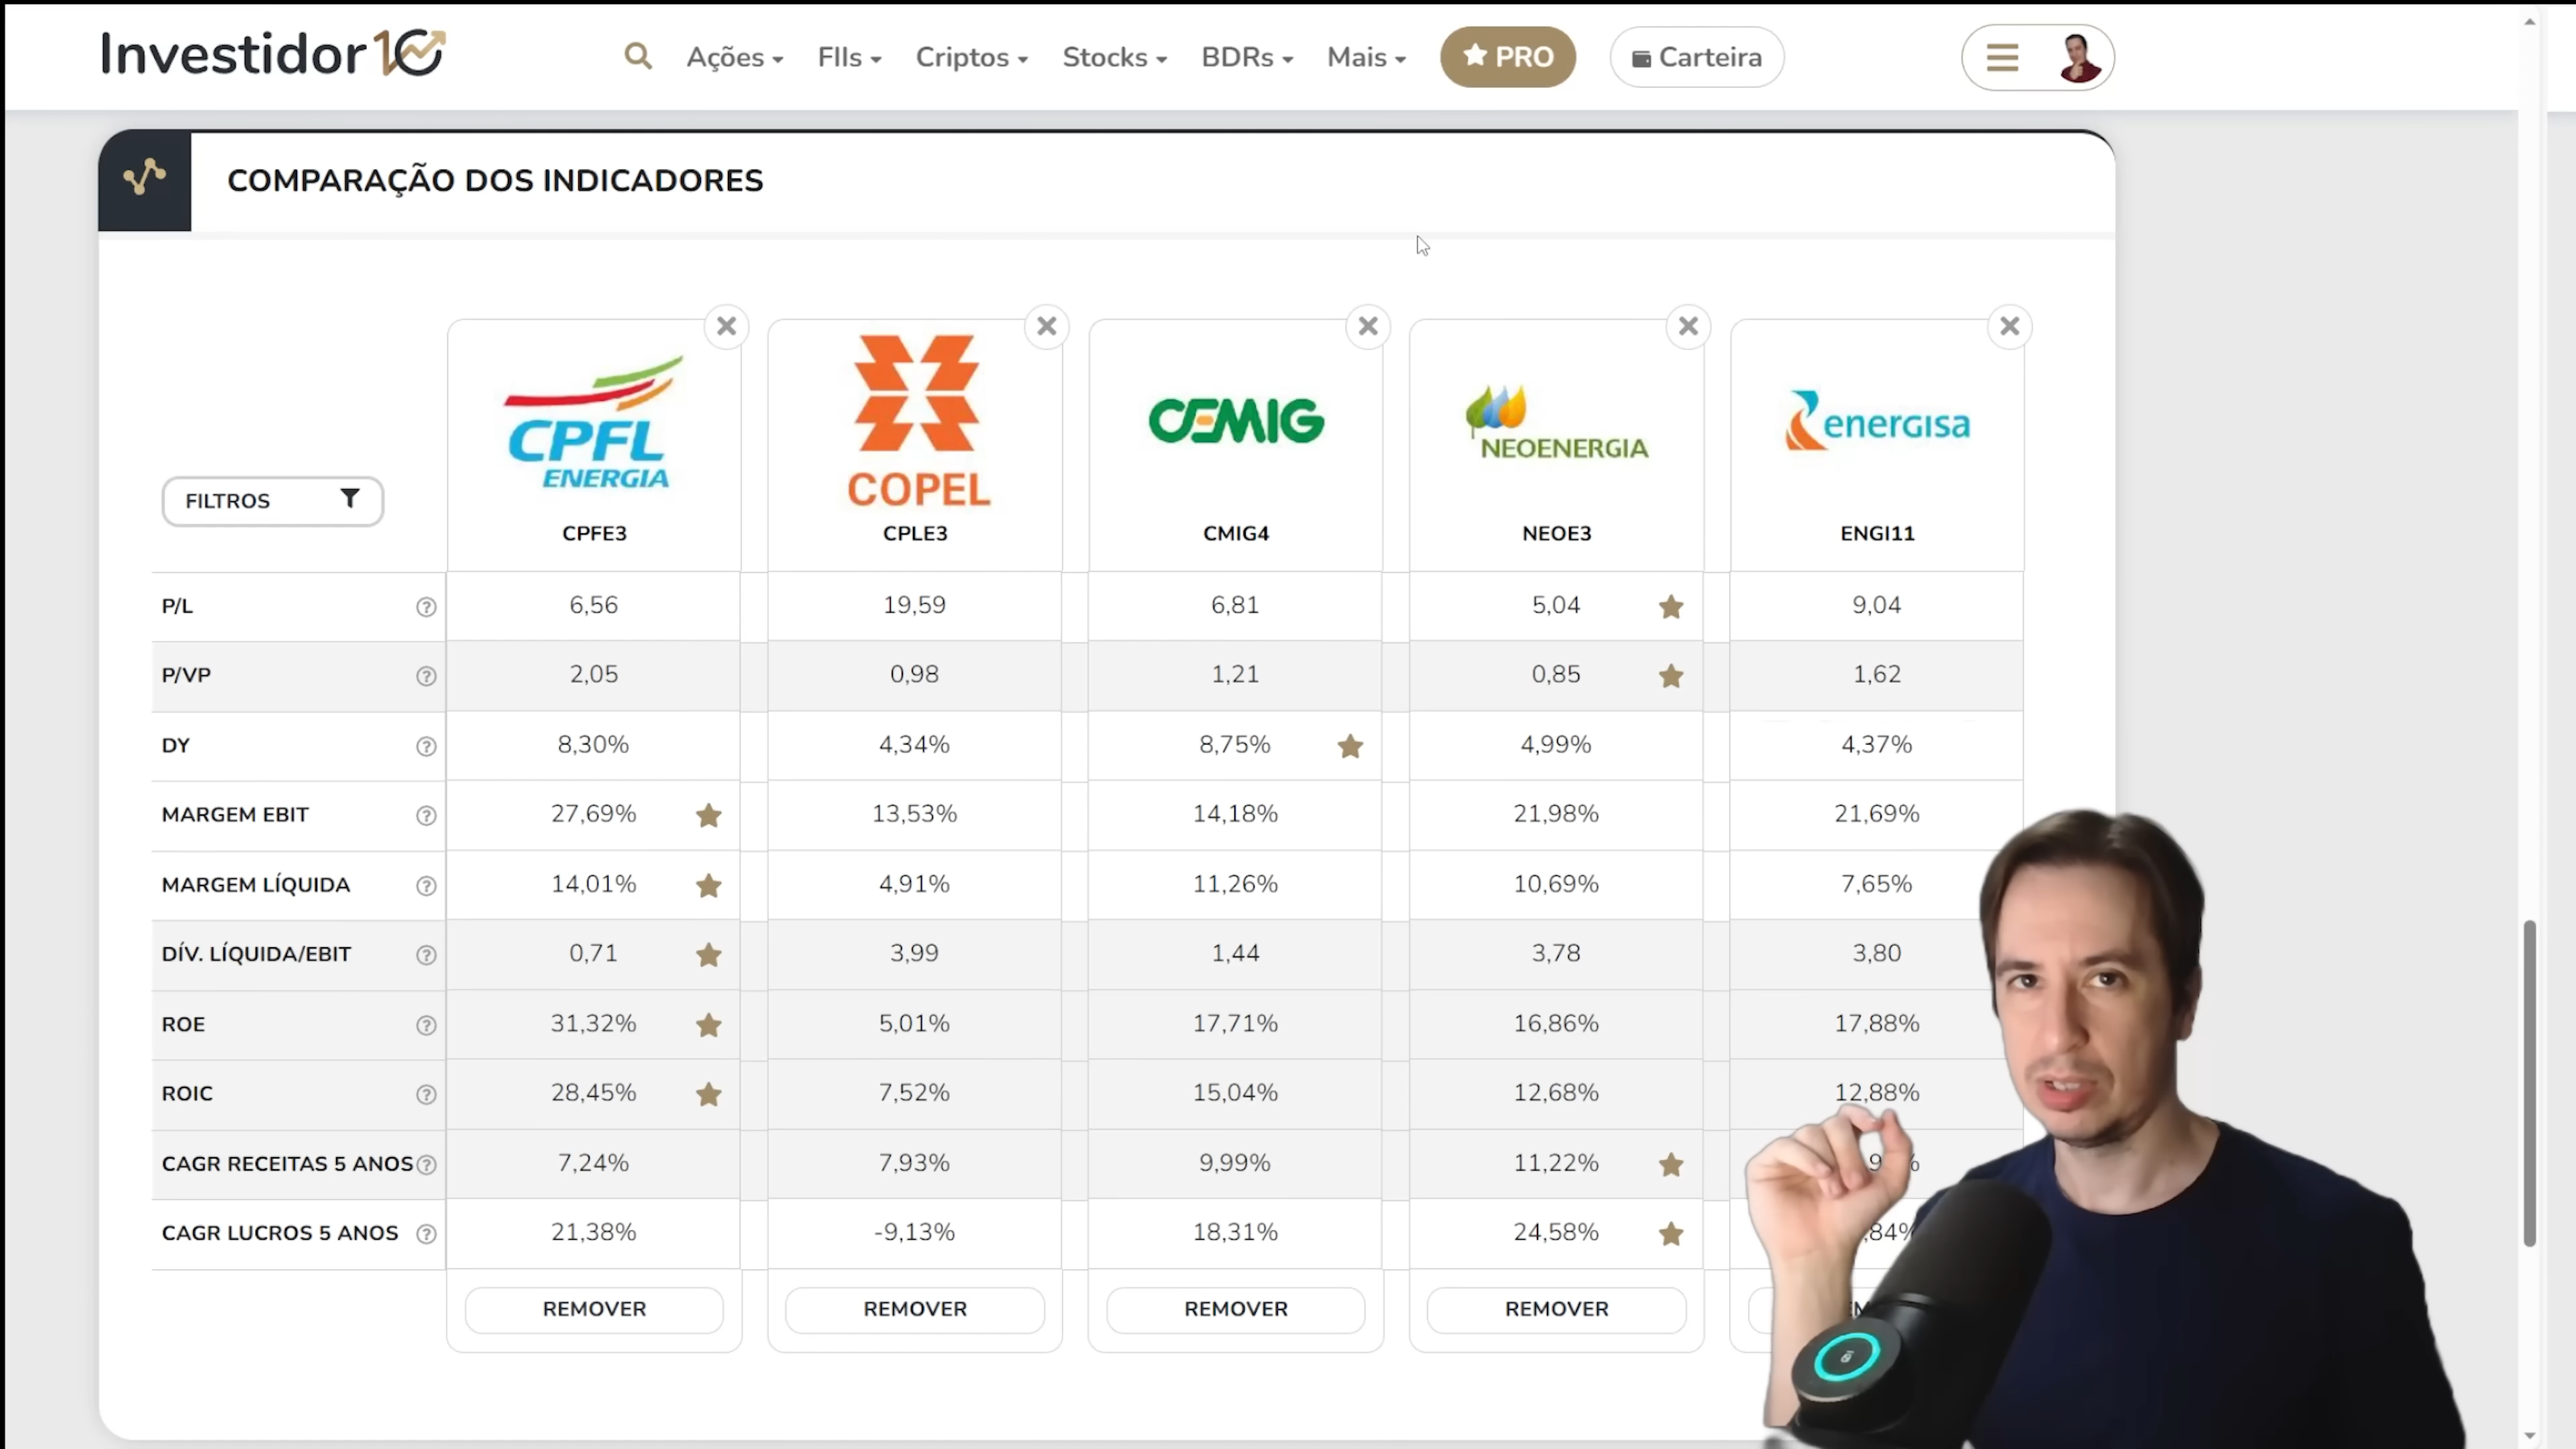 Investidor 10
Ações FIIs Criptos Stocks BDRs Mais PRO Carteira
COMPARAÇÃO DOS INDICADORES
CPFL ENERGIA COPEL CEMIG NEOENERGIA energisa
FILTROS
CPFE3 CPLE3 CMIG4 NEOE3 ENGI11
P/L 6,56 19,59 6,81 5,04 9,04
P/VP 2,05 0,98 1,21 0,85 1,62
DY 8,30% 4,34% 8,75% 4,99% 4,37%
MARGEM EBIT 27,69% 13,53% 14,18% 21,98% 21,69%
MARGEM LÍQUIDA 14,01% 4,91% 11,26% 10,69% 7,65%
DÍV. LÍQUIDA/EBIT 0,71 3,99 1,44 3,78 3,80
ROE 31,32% 5,01% 17,71% 16,86% 17,88%
ROIC 28,45% 7,52% 15,04% 12,68% 12,88%
CAGR RECEITAS 5 ANOS 7,24% 7,93% 9,99% 11,22%
CAGR LUCROS 5 ANOS 21,38% -9,13% 18,31% 24,58%
REMOVER REMOVER REMOVER REMOVER